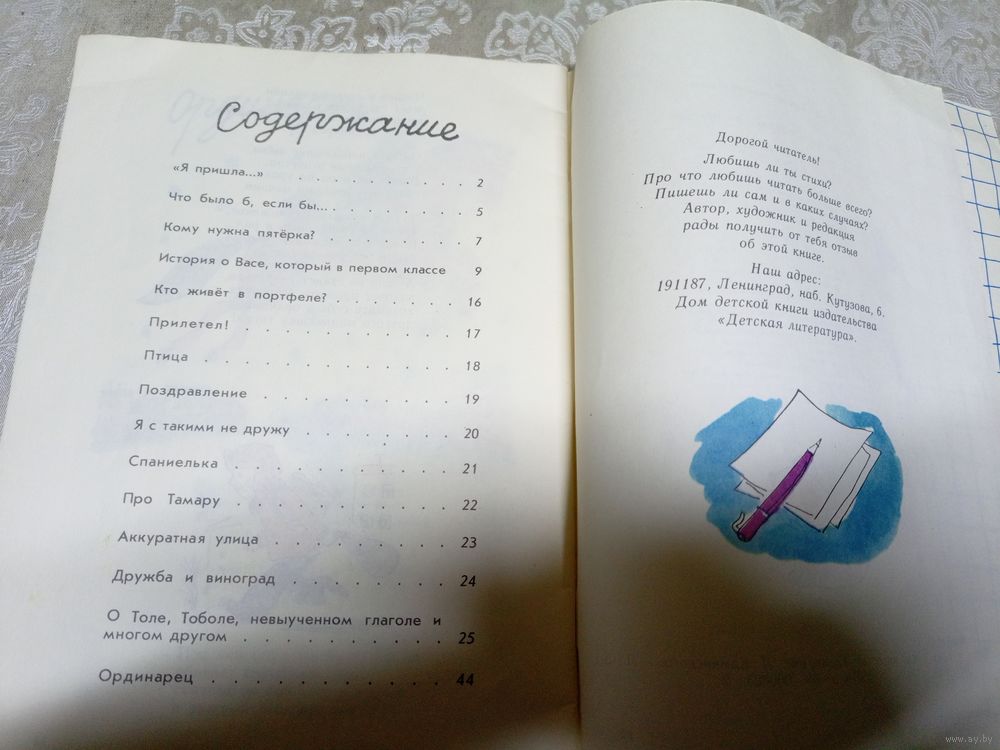 Содержание
«Я пришла...» . . . . . . . . . 2
Что было б, если бы... . . . . . . . . 5
Кому нужна пятёрка? . . . . . . . 7
История о Васе, который в первом классе 9
Кто живёт в портфеле? . . . . . . . 16
Прилетел! . . . . . . . . . . . 17
Птица . . . . . . . . . . . . . 18
Поздравление . . . . . . . . . . 19
Я с такими не дружу . . . . . . . . 20
Спаниелька . . . . . . . . . . . 21
Про Тамару . . . . . . . . . . . 22
Аккуратная улица . . . . . . . . . 23
Дружба и виноград . . . . . . . . 24
О Толе, Тоболе, невыученном глаголе и
многом другом . . . . . . . . . . 25
Ординарец . . . . . . . . . . . 44
Дорогой читатель!
Любишь ли ты стихи?
Про что любишь читать больше всего?
Пишешь ли сам и в каких случаях?
Автор, художник и редакция
рады получить от тебя отзыв
об этой книге.
Наш адрес:
191187, Ленинград, наб. Кутузова, 6.
Дом детской книги издательства
«Детская литература».
www.ay.by